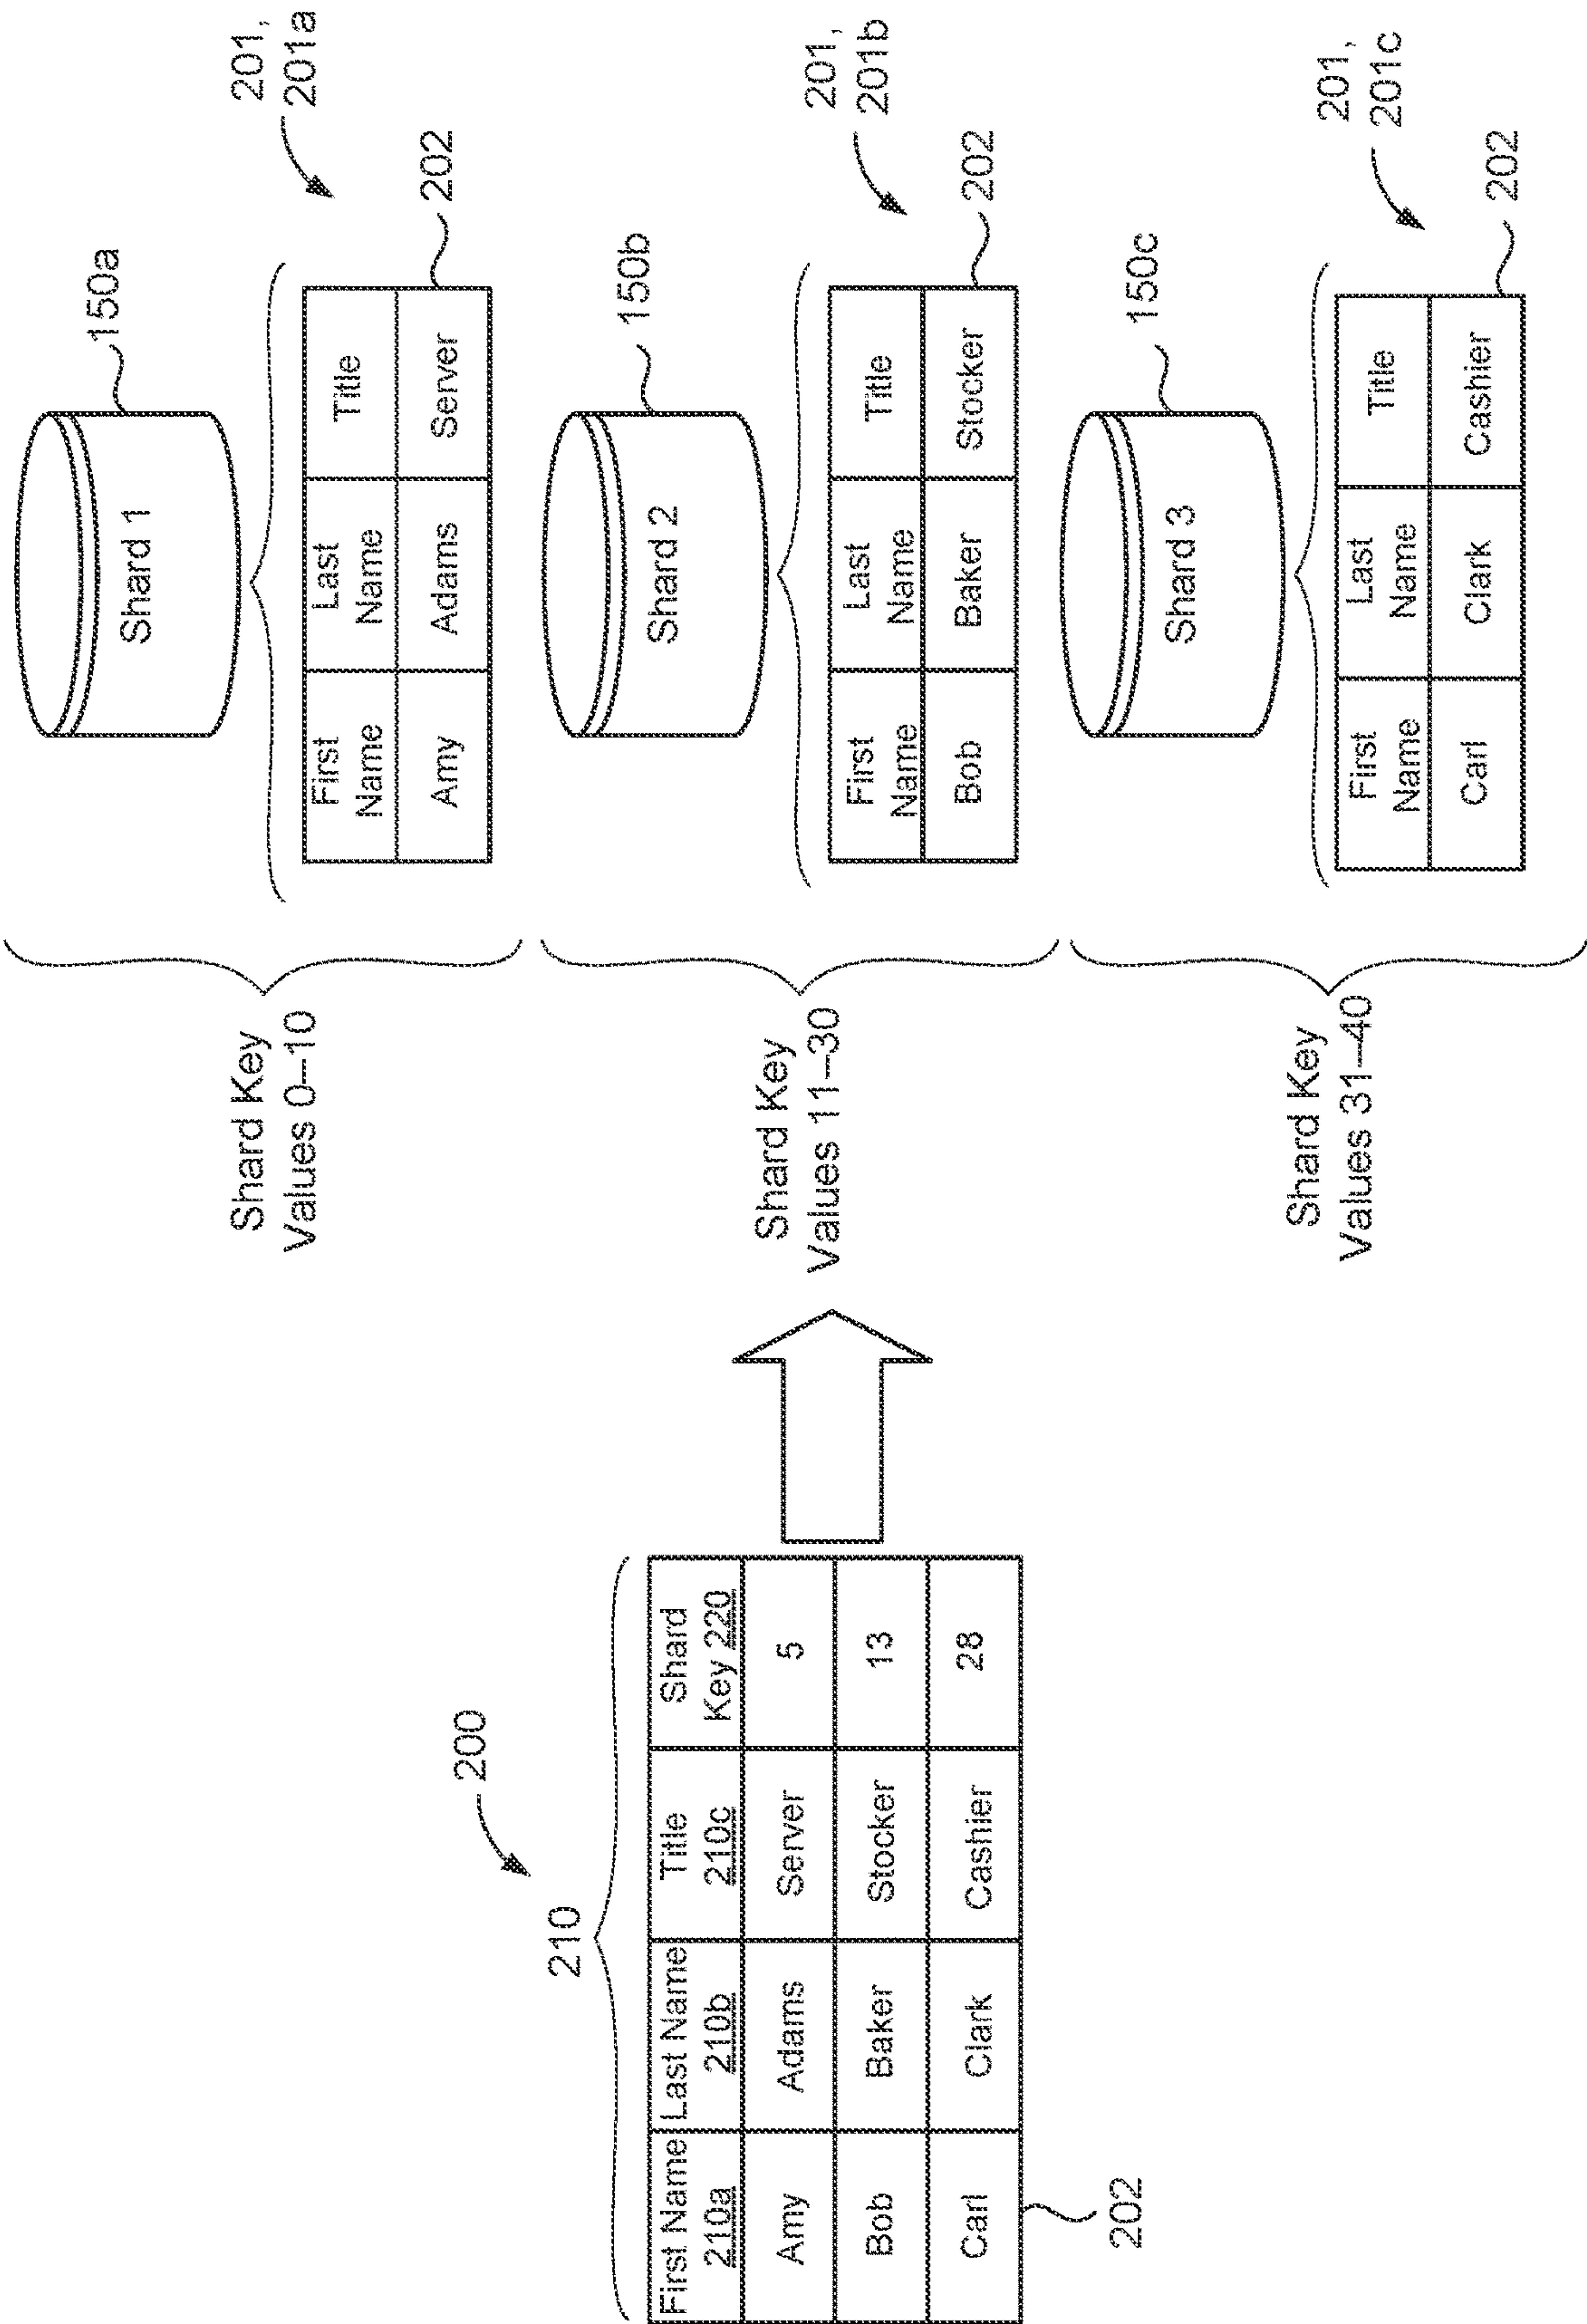 200
210
First Name Last Name Title Shard
210a 210b 210c Key 220
Amy Adams Server 5
Bob Baker Stocker 13
Carl Clark Cashier 28
202
Shard Key
Values 0–10
Shard 1
150a
201,
201a
First Last Title
Name Name
Amy Adams Server
202
Shard Key
Values 11–30
Shard 2
150b
201,
201b
First Last Title
Name Name
Bob Baker Stocker
202
Shard Key
Values 31–40
Shard 3
150c
201,
201c
First Last Title
Name Name
Carl Clark Cashier
202